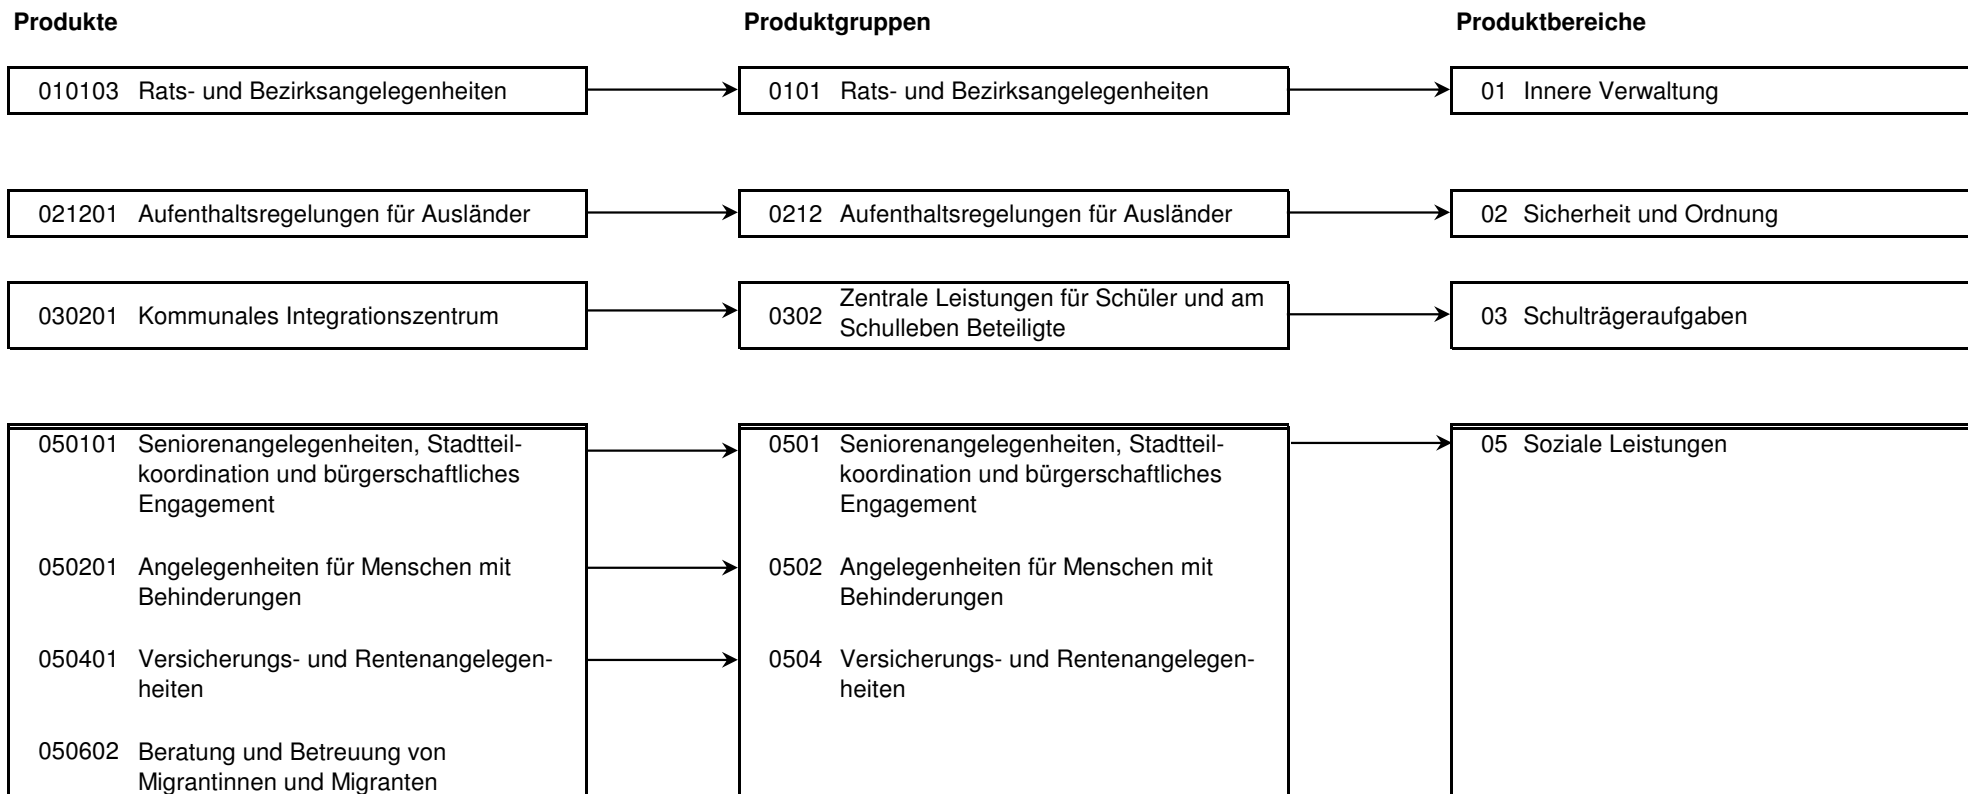 Produkte Produktgruppen Produktbereiche
010103 Rats- und Bezirksangelegenheiten 0101 Rats- und Bezirksangelegenheiten 01 Innere Verwaltung
021201 Aufenthaltsregelungen für Ausländer 0212 Aufenthaltsregelungen für Ausländer 02 Sicherheit und Ordnung
030201 Kommunales Integrationszentrum 0302 Zentrale Leistungen für Schüler und am
Schulleben Beteiligte
03 Schulträgeraufgaben
050101 Seniorenangelegenheiten, Stadtteil-
koordination und bürgerschaftliches
Engagement
0501 Seniorenangelegenheiten, Stadtteil-
koordination und bürgerschaftliches
Engagement
05 Soziale Leistungen
050201 Angelegenheiten für Menschen mit
Behinderungen
0502 Angelegenheiten für Menschen mit
Behinderungen
050401 Versicherungs- und Rentenangelegen-
heiten
0504 Versicherungs- und Rentenangelegen-
heiten
050602 Beratung und Betreuung von
Migrantinnen und Migranten